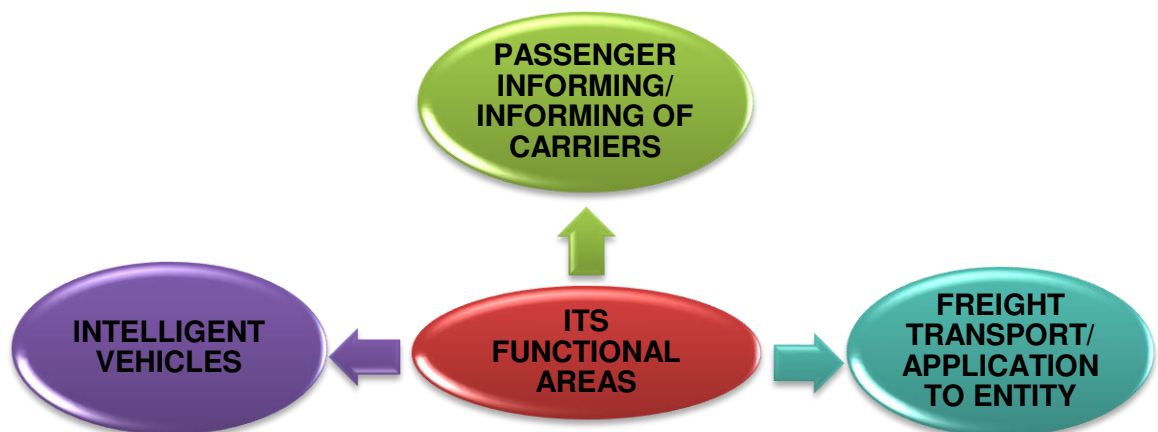 PASSENGER
INFORMING/
INFORMING OF
CARRIERS
INTELLIGENT
VEHICLES
ITS
FUNCTIONAL
AREAS
FREIGHT
TRANSPORT/
APPLICATION
TO ENTITY